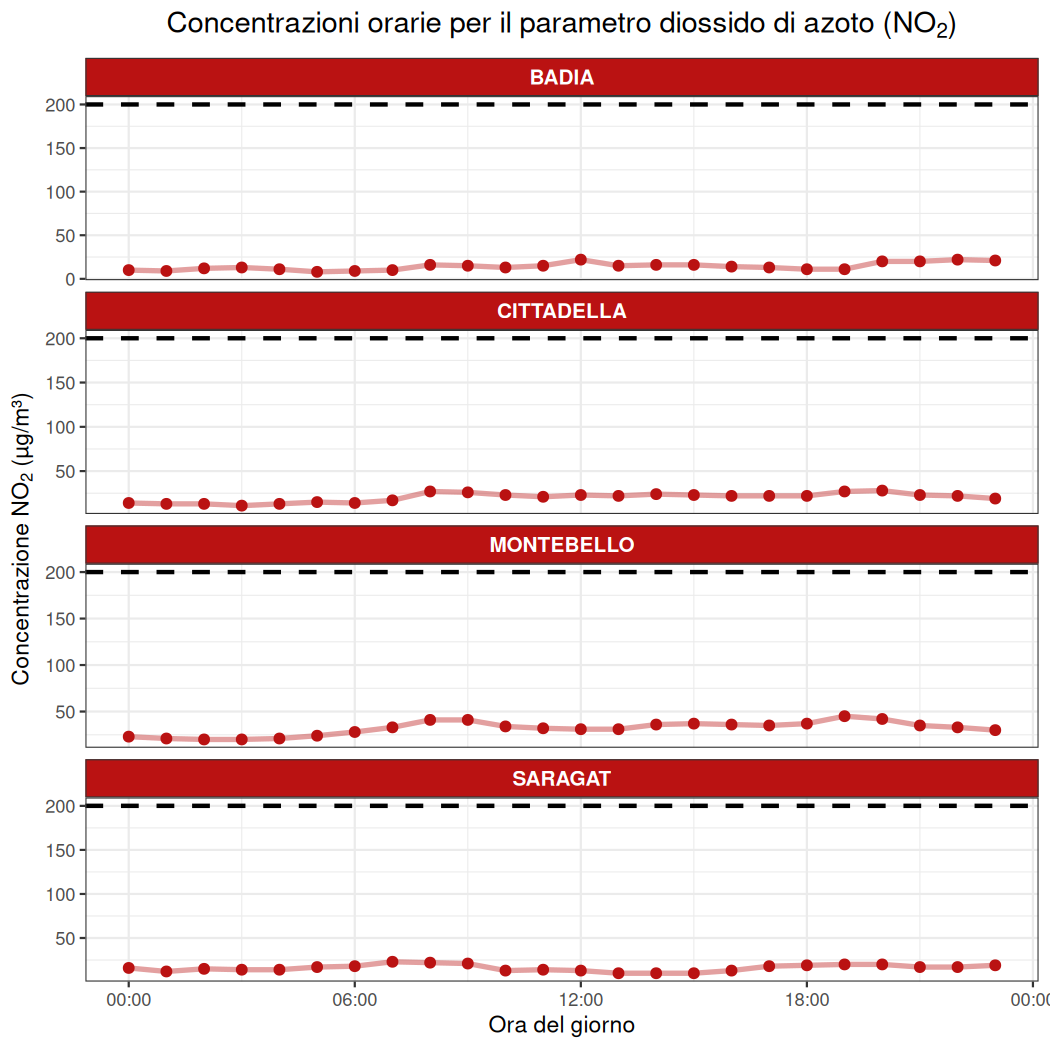 Concentrazioni orarie per il parametro diossido di azoto (NO₂)
BADIA
200
150
100
50
0
CITTADELLA
200
150
100
50
MONTEBELLO
200
150
100
50
SARAGAT
200
150
100
50
00:00 06:00 12:00 18:00 00:0
Ora del giorno
Concentrazione NO₂ (µg/m³)